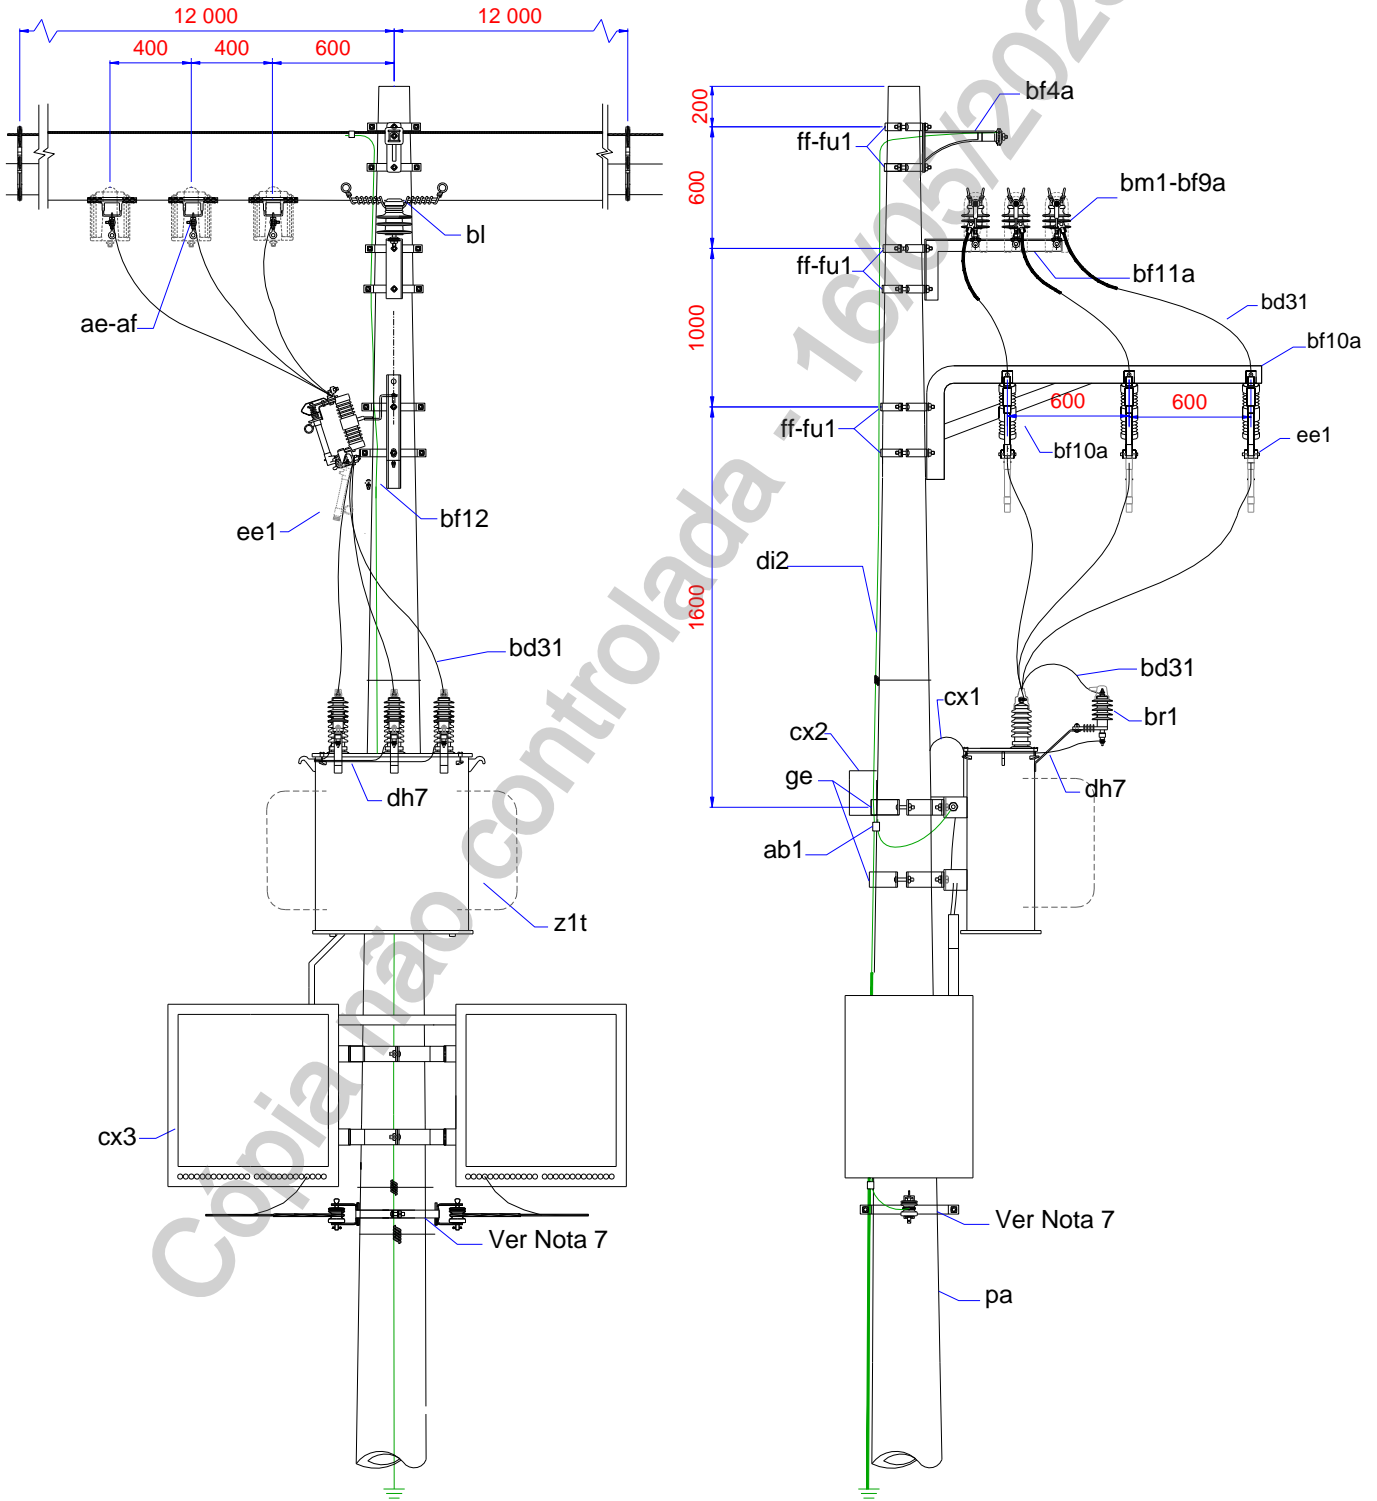 12 000
12 000
400
400
600
bl
ae-af
ee1
bf12
bd31
dh7
z1t
cx3
Ver Nota 7
200
600
1000
1600
bf4a
ff-fu1
bm1-bf9a
ff-fu1
bf11a
bd31
bf10a
600
600
ff-fu1
bf10a
ee1
di2
bd31
cx1
br1
cx2
ge
dh7
ab1
Ver Nota 7
pa
Cópia não controlada - 16/05/202